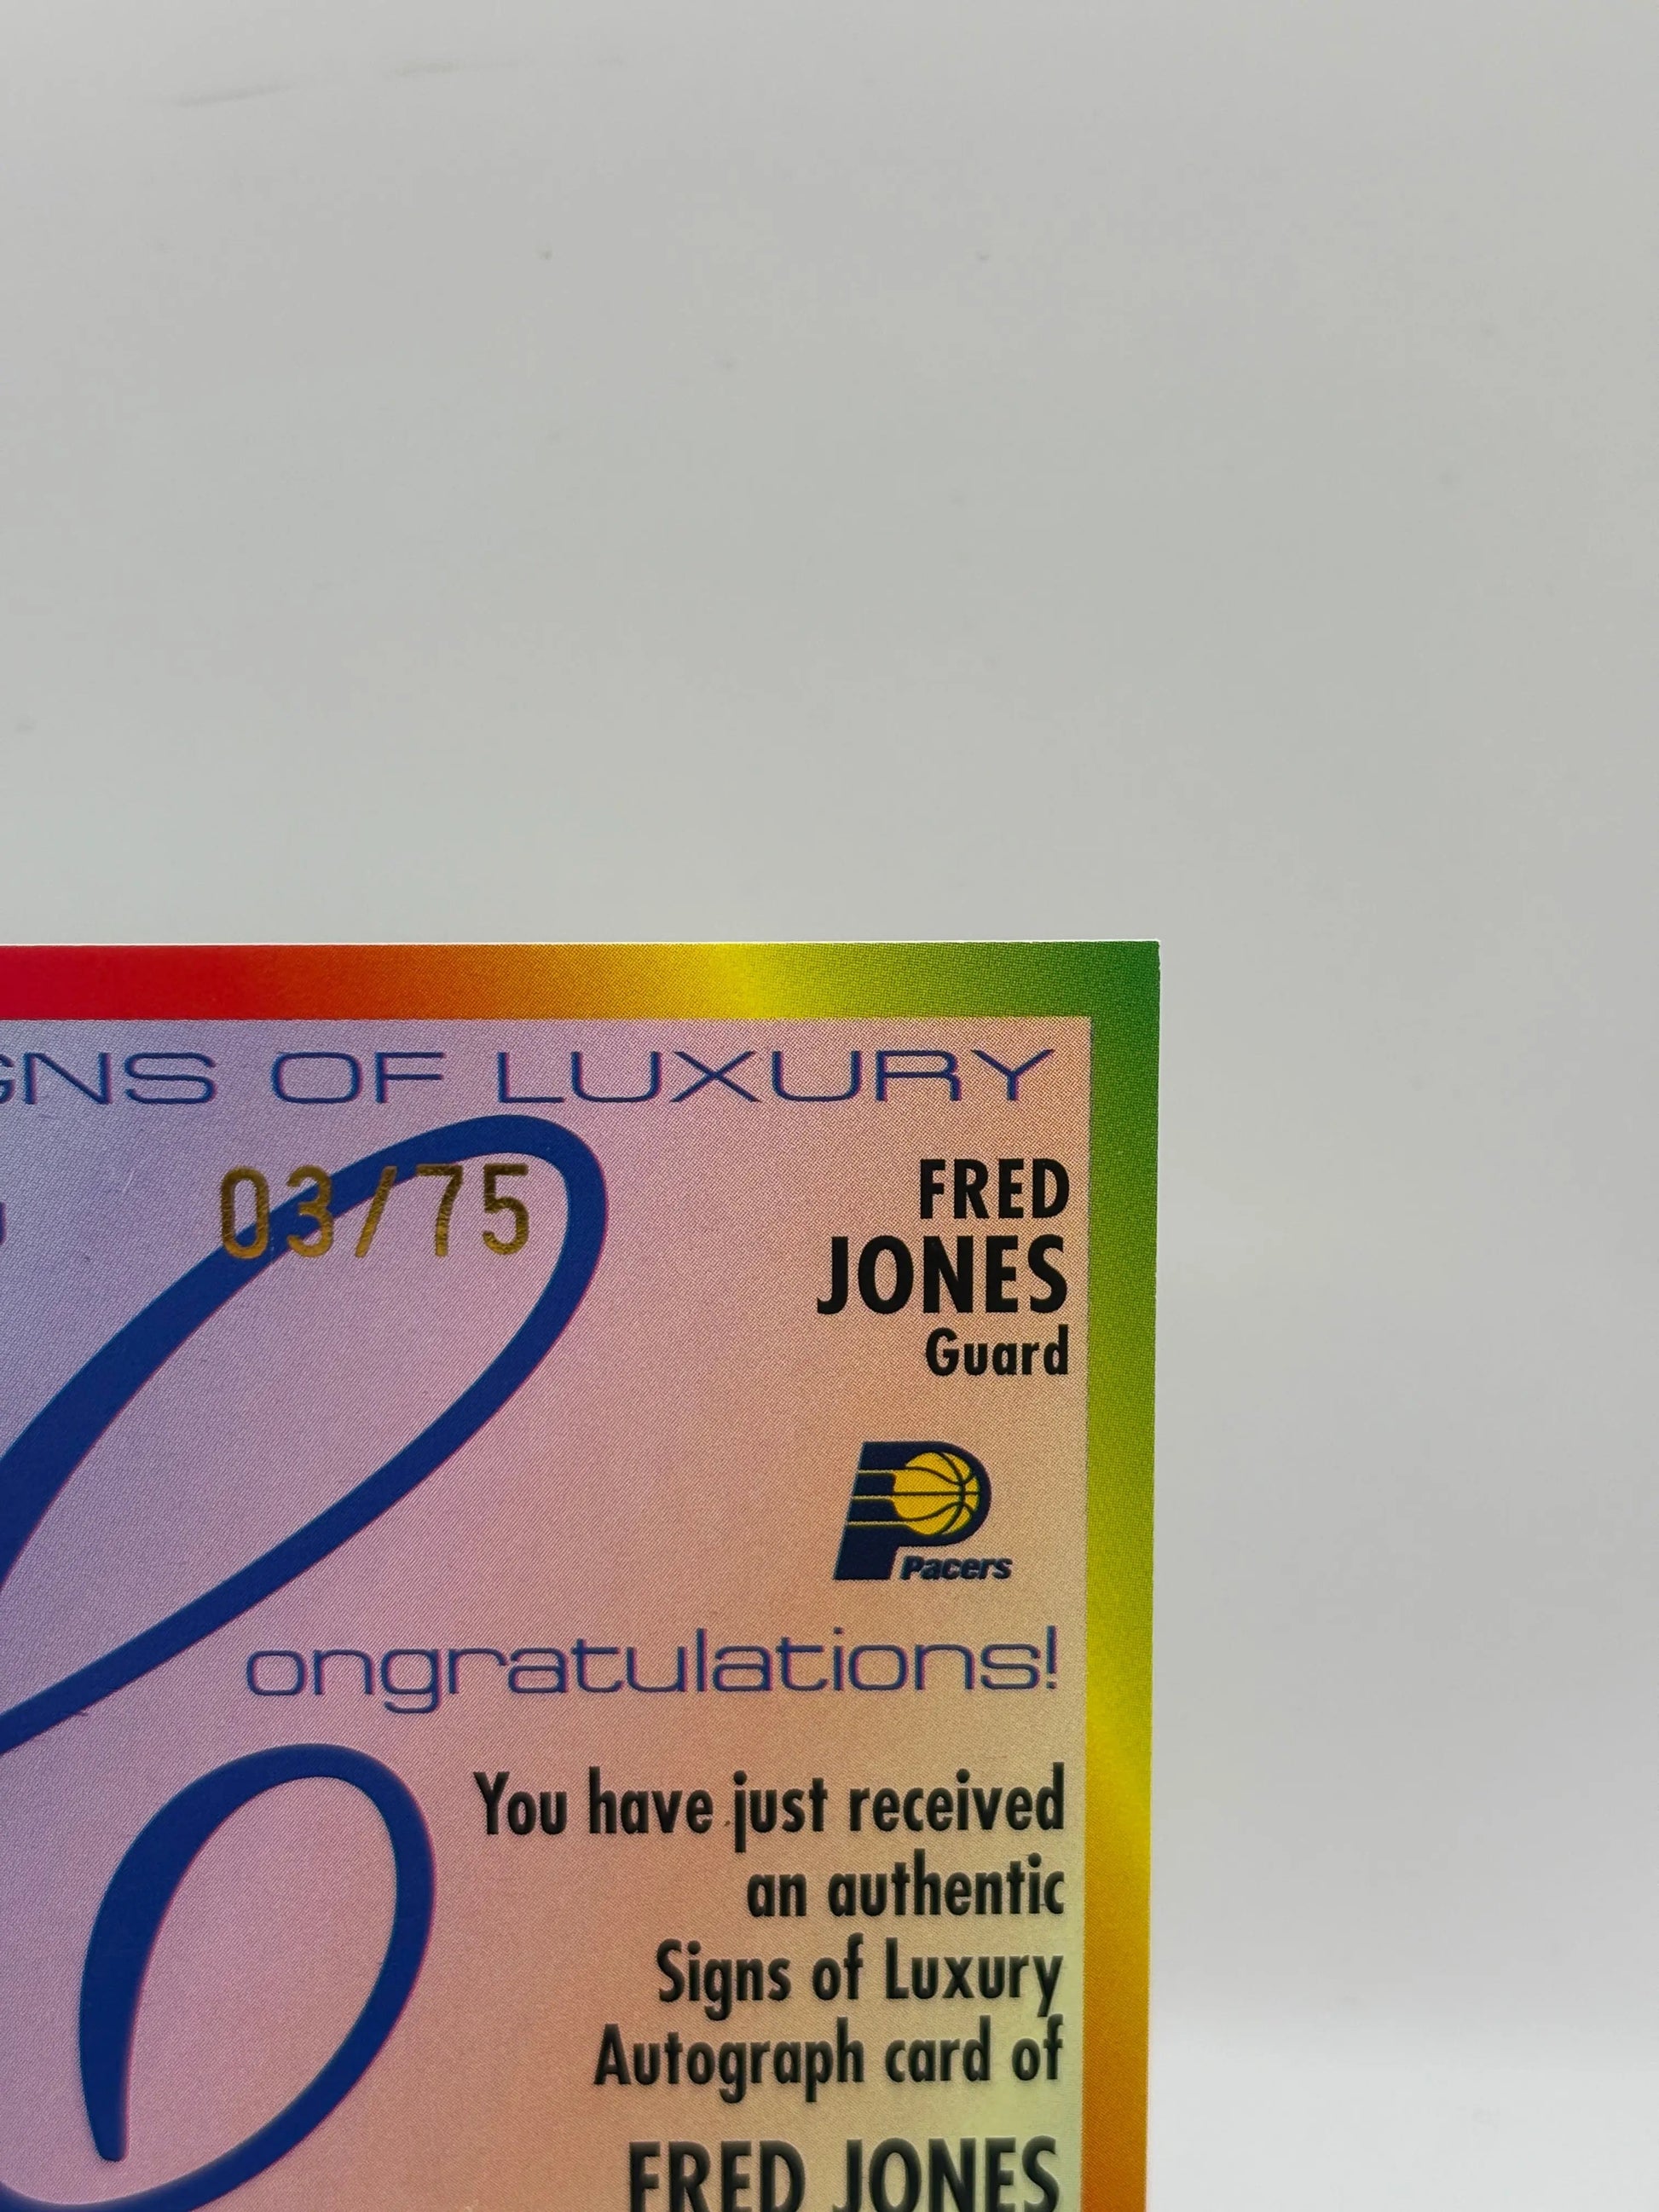 GNS OF LUXURY
03/75
FRED
JONES
Guard
Pacers
Congratulations!
You have just received
an authentic
Signs of Luxury
Autograph card of
FRED JONES